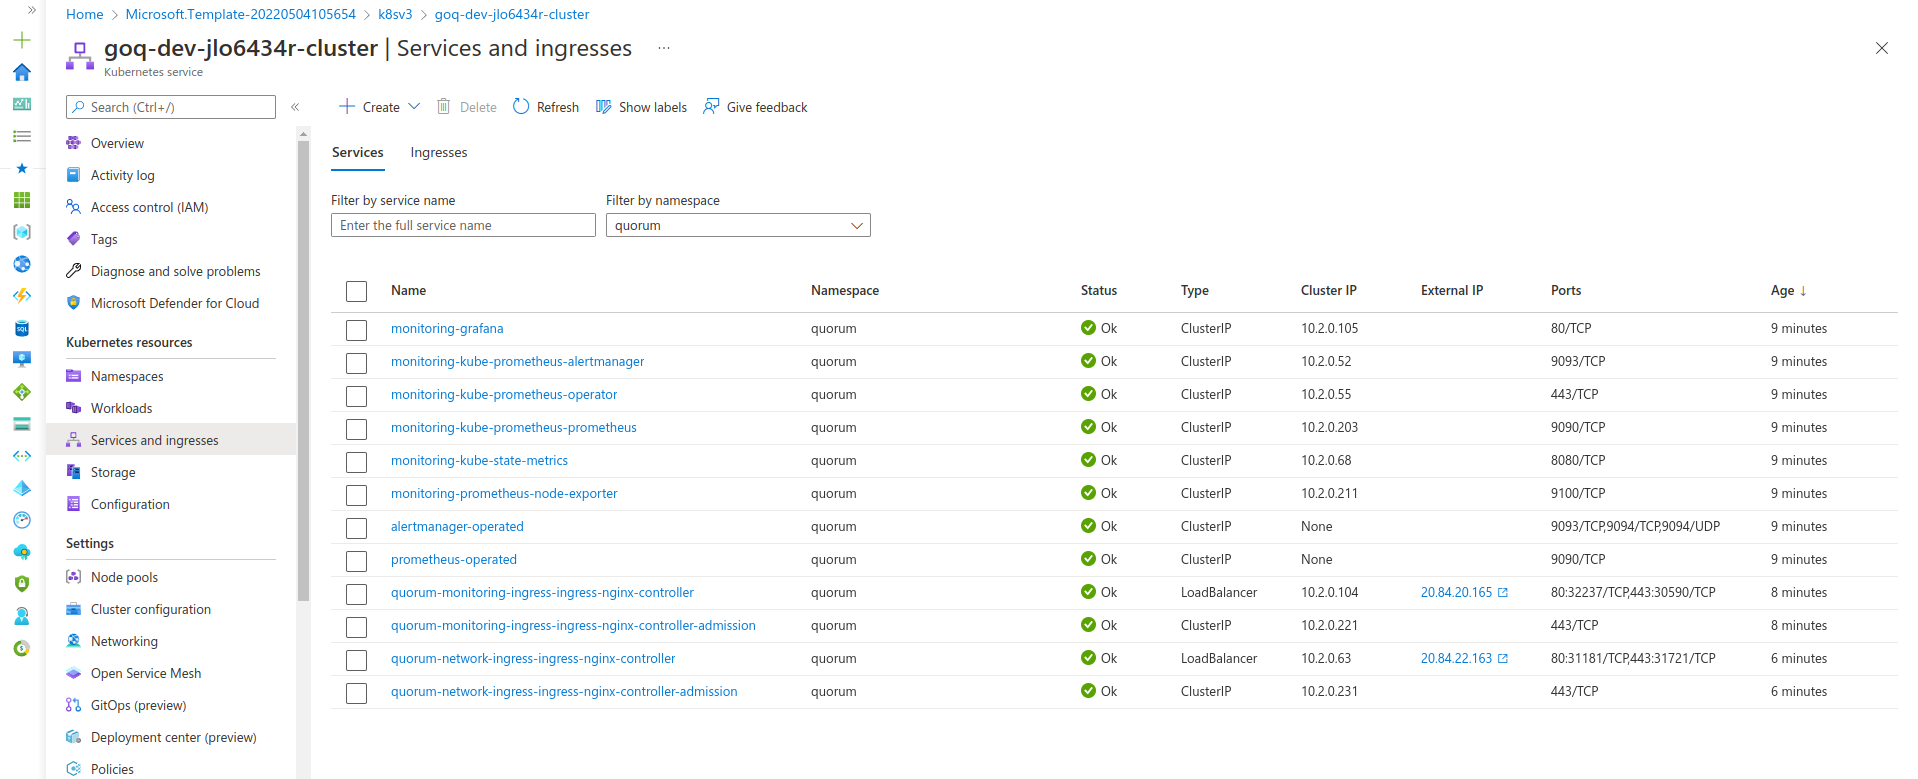 Home > Microsoft.Template-20220504105654 > k8sv3 > goq-dev-jlo6434r-cluster
goq-dev-jlo6434r-cluster | Services and ingresses ...
Kubernetes service
Search (Ctrl+/)
Create
Delete
Refresh
Show labels
Give feedback
Overview
Activity log
Access control (IAM)
Tags
Diagnose and solve problems
Microsoft Defender for Cloud
Kubernetes resources
Namespaces
Workloads
Services and ingresses
Storage
Configuration
Settings
Node pools
Cluster configuration
Networking
Open Service Mesh
GitOps (preview)
Deployment center (preview)
Policies
Services Ingresses
Filter by service name Filter by namespace
Enter the full service name quorum
Name Namespace Status Type Cluster IP External IP Ports Age ↓
monitoring-grafana quorum Ok ClusterIP 10.2.0.105 80/TCP 9 minutes
monitoring-kube-prometheus-alertmanager quorum Ok ClusterIP 10.2.0.52 9093/TCP 9 minutes
monitoring-kube-prometheus-operator quorum Ok ClusterIP 10.2.0.55 443/TCP 9 minutes
monitoring-kube-prometheus-prometheus quorum Ok ClusterIP 10.2.0.203 9090/TCP 9 minutes
monitoring-kube-state-metrics quorum Ok ClusterIP 10.2.0.68 8080/TCP 9 minutes
monitoring-prometheus-node-exporter quorum Ok ClusterIP 10.2.0.211 9100/TCP 9 minutes
alertmanager-operated quorum Ok ClusterIP None 9093/TCP,9094/TCP,9094/UDP 9 minutes
prometheus-operated quorum Ok ClusterIP None 9090/TCP 9 minutes
quorum-monitoring-ingress-ingress-nginx-controller quorum Ok LoadBalancer 10.2.0.104 20.84.20.165 80:32237/TCP,443:30590/TCP 8 minutes
quorum-monitoring-ingress-ingress-nginx-controller-admission quorum Ok ClusterIP 10.2.0.221 443/TCP 8 minutes
quorum-network-ingress-ingress-nginx-controller quorum Ok LoadBalancer 10.2.0.63 20.84.22.163 80:31181/TCP,443:31721/TCP 6 minutes
quorum-network-ingress-ingress-nginx-controller-admission quorum Ok ClusterIP 10.2.0.231 443/TCP 6 minutes